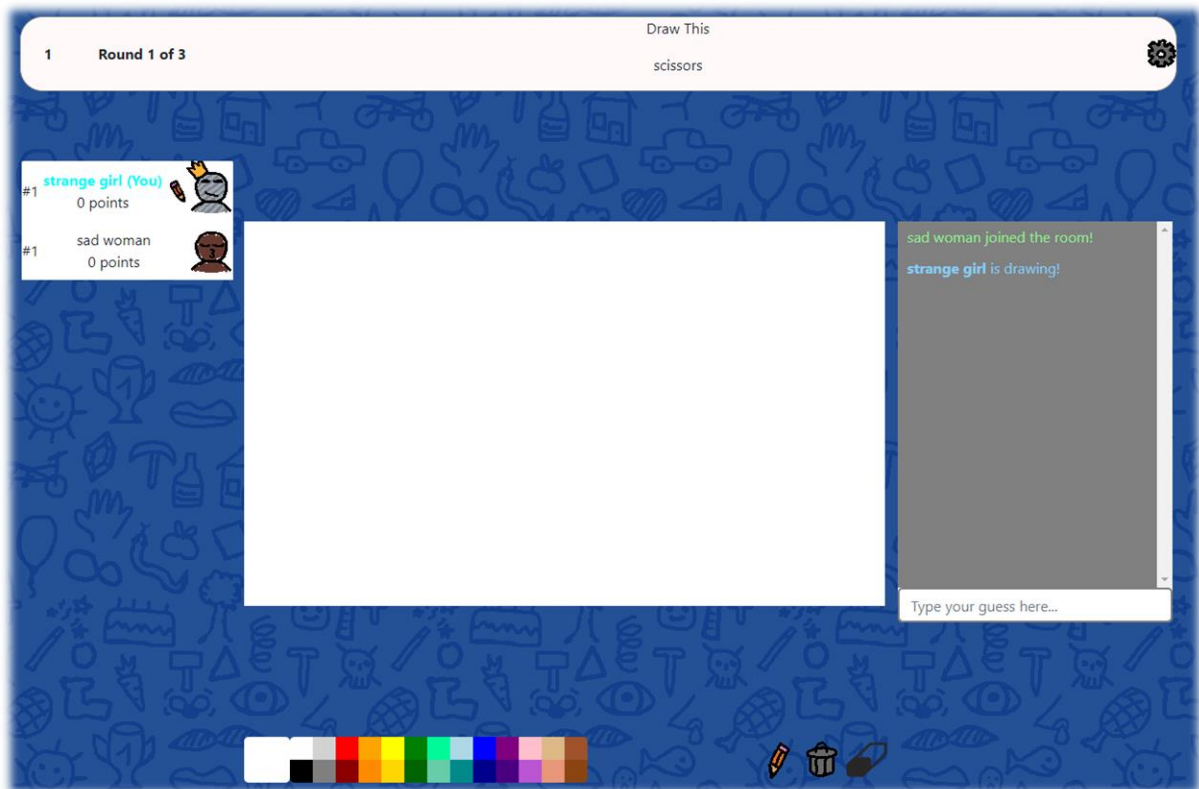 Draw This
1 Round 1 of 3
scissors
#1 strange girl (You)
0 points
#1 sad woman
0 points
sad woman joined the room!
strange girl is drawing!
Type your guess here...